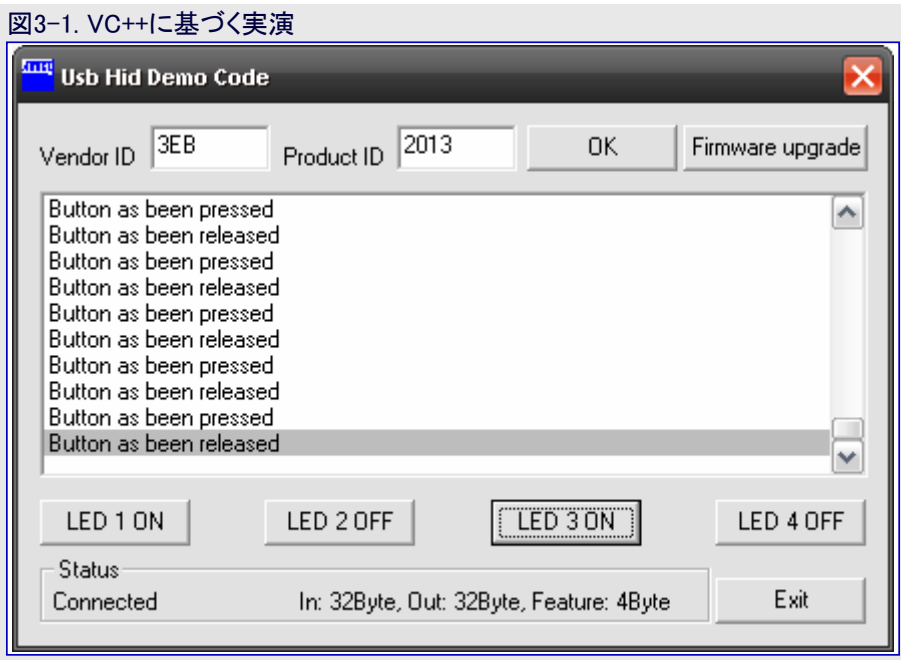 図3-1. VC++に基づく実演
Usb Hid Demo Code
Vendor ID 3EB Product ID 2013 OK Firmware upgrade
Button as been pressed
Button as been released
Button as been pressed
Button as been released
Button as been pressed
Button as been released
Button as been pressed
Button as been released
Button as been pressed
Button as been released
LED 1 ON LED 2 OFF LED 3 ON LED 4 OFF
Status
Connected In: 32Byte, Out: 32Byte, Feature: 4Byte Exit